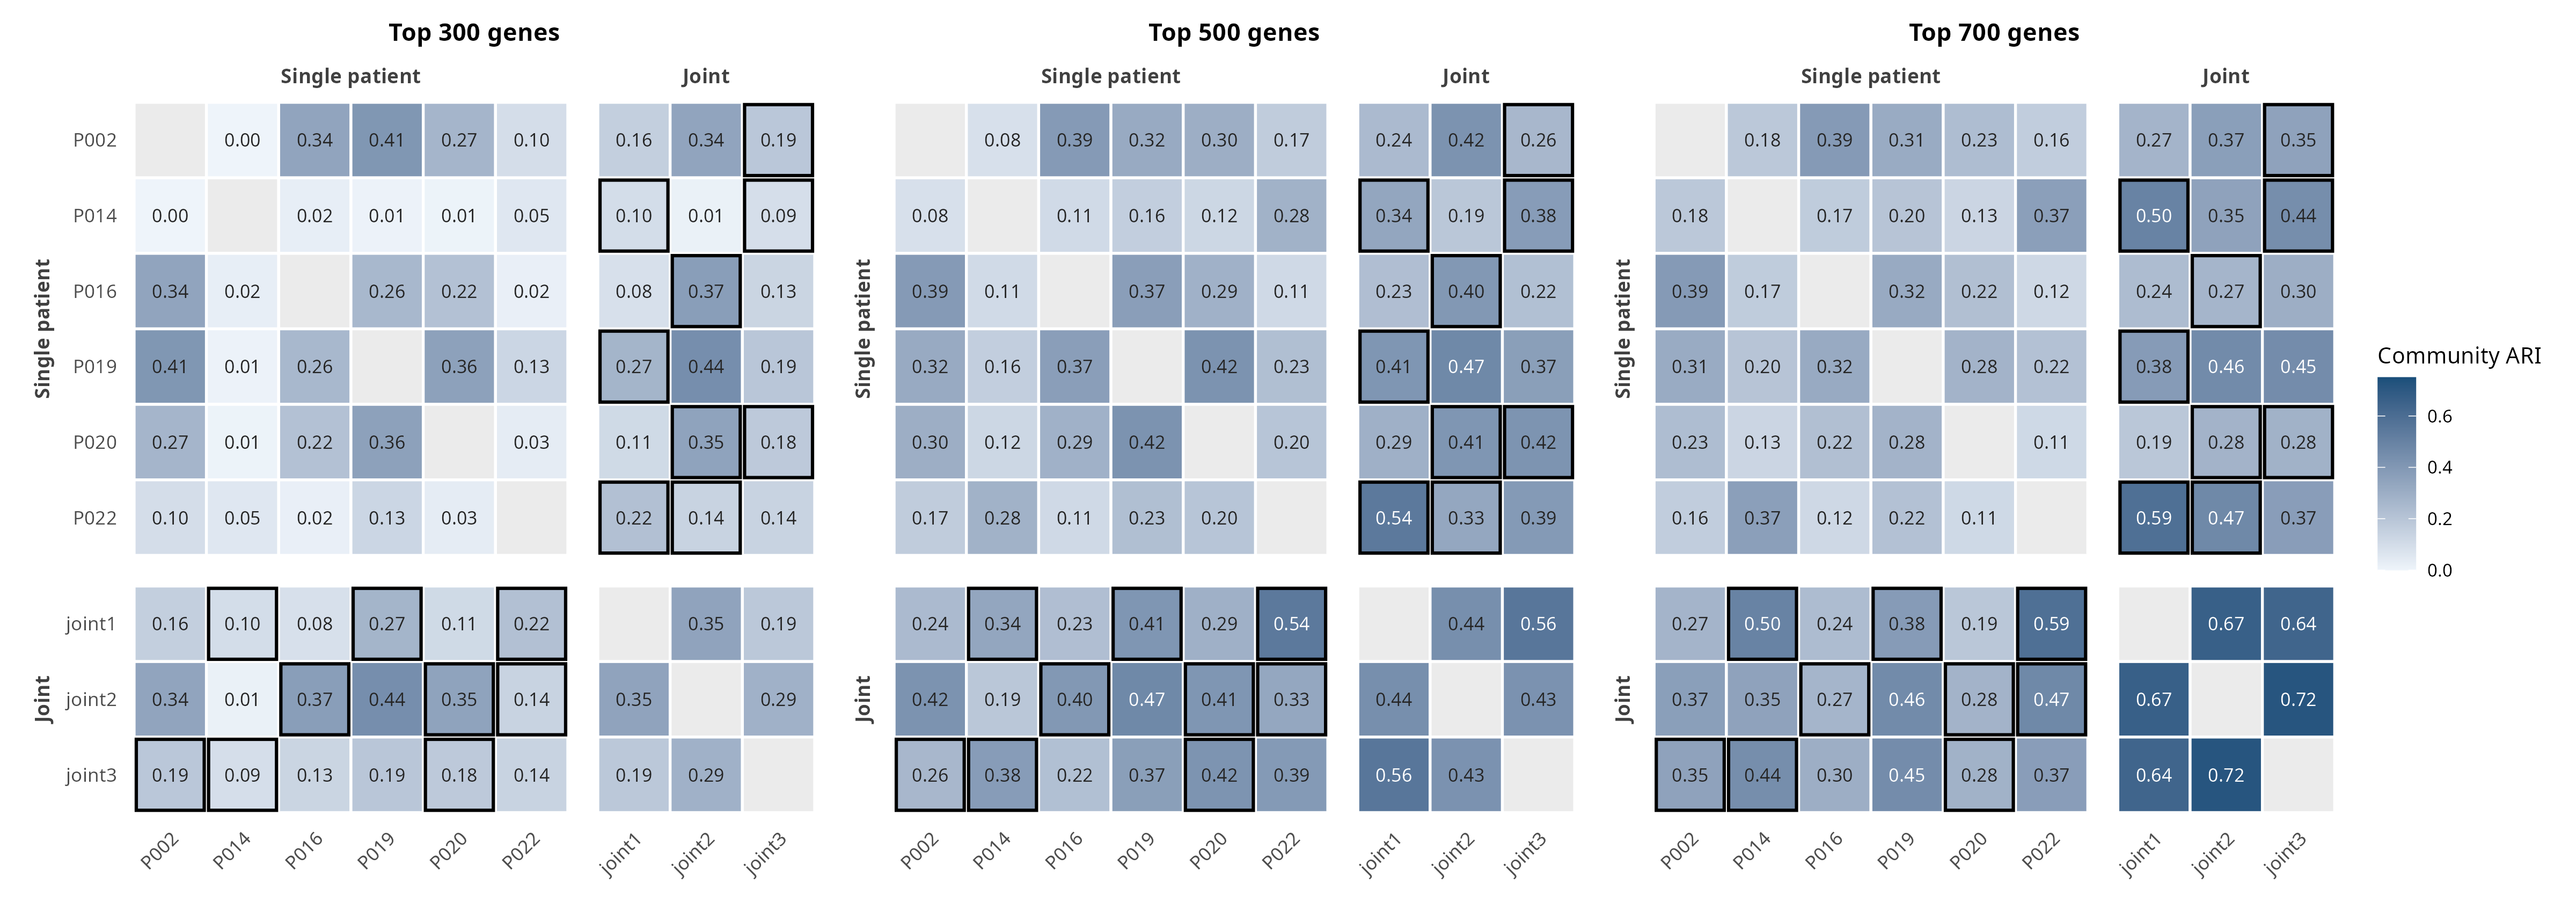 Top 300 genes Top 500 genes Top 700 genes
Single patient Joint Single patient Joint Single patient Joint
P002 0.00 0.34 0.41 0.27 0.10 0.16 0.34 0.19 0.08 0.39 0.32 0.30 0.17 0.24 0.42 0.26 0.18 0.39 0.31 0.23 0.16 0.27 0.37 0.35
P014 0.00 0.02 0.01 0.01 0.05 0.10 0.01 0.09 0.08 0.11 0.16 0.12 0.28 0.34 0.19 0.38 0.18 0.17 0.20 0.13 0.37 0.50 0.35 0.44
P016 0.34 0.02 0.26 0.22 0.02 0.08 0.37 0.13 0.39 0.11 0.37 0.29 0.11 0.23 0.40 0.22 0.39 0.17 0.32 0.22 0.12 0.24 0.27 0.30
P019 0.41 0.01 0.26 0.36 0.13 0.27 0.44 0.19 0.32 0.16 0.37 0.42 0.23 0.41 0.47 0.37 0.31 0.20 0.32 0.28 0.22 0.38 0.46 0.45
P020 0.27 0.01 0.22 0.36 0.03 0.11 0.35 0.18 0.30 0.12 0.29 0.42 0.20 0.29 0.41 0.42 0.23 0.13 0.22 0.28 0.11 0.19 0.28 0.28
P022 0.10 0.05 0.02 0.13 0.03 0.22 0.14 0.14 0.17 0.28 0.11 0.23 0.20 0.54 0.33 0.39 0.16 0.37 0.12 0.22 0.11 0.59 0.47 0.37
Single patient Single patient Single patient
joint1 0.16 0.10 0.08 0.27 0.11 0.22 0.35 0.19 0.24 0.34 0.23 0.41 0.29 0.54 0.44 0.56 0.27 0.50 0.24 0.38 0.19 0.59 0.67 0.64
joint2 0.34 0.01 0.37 0.44 0.35 0.14 0.35 0.29 0.42 0.19 0.40 0.47 0.41 0.33 0.44 0.43 0.37 0.35 0.27 0.46 0.28 0.47 0.67 0.72
joint3 0.19 0.09 0.13 0.19 0.18 0.14 0.19 0.29 0.26 0.38 0.22 0.37 0.42 0.39 0.56 0.43 0.35 0.44 0.30 0.45 0.28 0.37 0.64 0.72
Joint Joint Joint
P002 P014 P016 P019 P020 P022 joint1 joint2 joint3 P002 P014 P016 P019 P020 P022 joint1 joint2 joint3 P002 P014 P016 P019 P020 P022 joint1 joint2 joint3
Community ARI
0.6
0.4
0.2
0.0